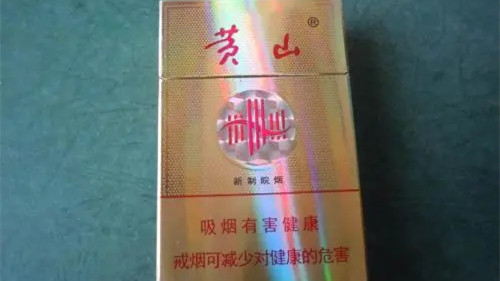 黄山®
新制皖烟
吸烟有害健康
戒烟可减少对健康的危害